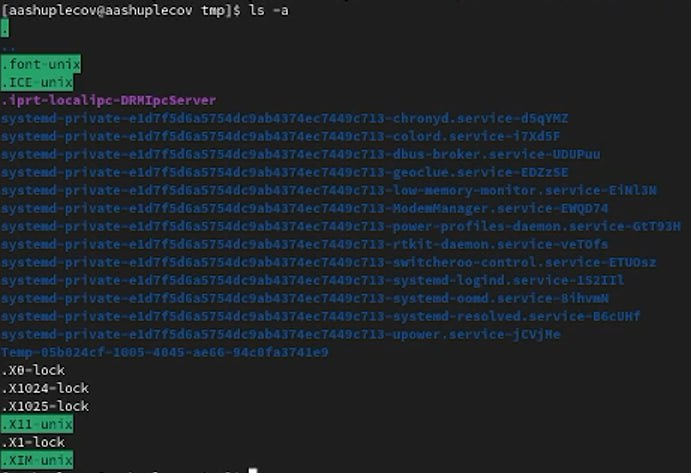 [aashuplecov@aashuplecov tmp]$ ls -a
.
..
.font-unix
.ICE-unix
.iprt-localipc-DRMIpcServer
systemd-private-e1d7f5d6a5754dc9ab4374ec7449c713-chronyd.service-d5qYMZ
systemd-private-e1d7f5d6a5754dc9ab4374ec7449c713-colord.service-i7Xd5F
systemd-private-e1d7f5d6a5754dc9ab4374ec7449c713-dbus-broker.service-UDUPuu
systemd-private-e1d7f5d6a5754dc9ab4374ec7449c713-geoclue.service-EDZzSE
systemd-private-e1d7f5d6a5754dc9ab4374ec7449c713-low-memory-monitor.service-EiNl3N
systemd-private-e1d7f5d6a5754dc9ab4374ec7449c713-ModemManager.service-EWQD74
systemd-private-e1d7f5d6a5754dc9ab4374ec7449c713-power-profiles-daemon.service-GtT93H
systemd-private-e1d7f5d6a5754dc9ab4374ec7449c713-rtkit-daemon.service-veTOfs
systemd-private-e1d7f5d6a5754dc9ab4374ec7449c713-switcheroo-control.service-ETUOsz
systemd-private-e1d7f5d6a5754dc9ab4374ec7449c713-systemd-logind.service-1S2IIl
systemd-private-e1d7f5d6a5754dc9ab4374ec7449c713-systemd-oomd.service-8ihvmN
systemd-private-e1d7f5d6a5754dc9ab4374ec7449c713-systemd-resolved.service-B6cUHf
systemd-private-e1d7f5d6a5754dc9ab4374ec7449c713-upower.service-jCVjMe
Temp-05b024cf-1005-4045-ae66-94c0fa3741e9
.X0-lock
.X1024-lock
.X1025-lock
.X11-unix
.X1-lock
.XIM-unix